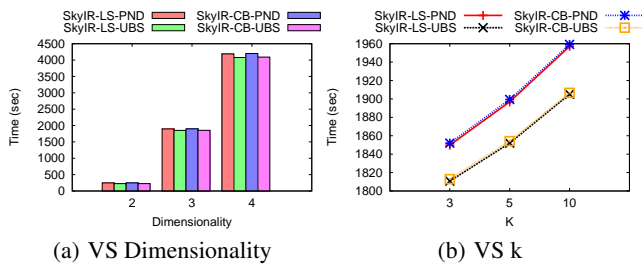 SkyIR-LS-PND SkyIR-CB-PND
SkyIR-LS-UBS SkyIR-CB-UBS
4500
4000
3500
3000
2500
2000
1500
1000
500
0
Time (sec)
2 3 4
Dimensionality
(a) VS Dimensionality
SkyIR-LS-PND SkyIR-CB-PND
SkyIR-LS-UBS SkyIR-CB-UBS
1960
1940
1920
1900
1880
1860
1840
1820
1800
Time (sec)
3 5 10
K
(b) VS k